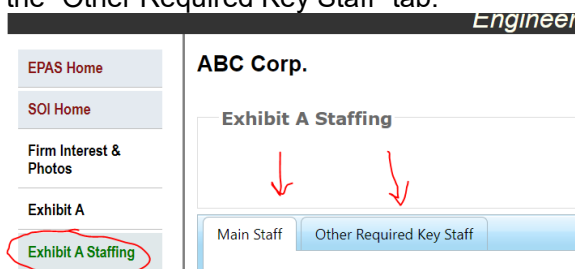 the "Other Required Key Staff" tab.
Engineer
EPAS Home
ABC Corp.
SOI Home
Exhibit A Staffing
Firm Interest &
Photos
Exhibit A
Main Staff Other Required Key Staff
Exhibit A Staffing